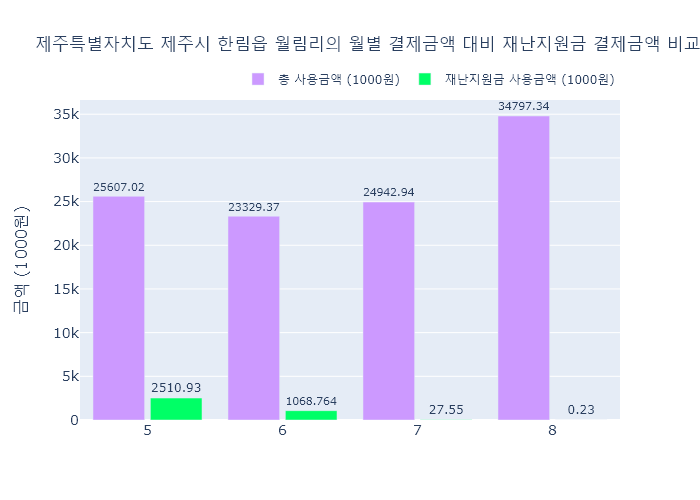 제주특별자치도 제주시 한림읍 월림리의 월별 결제금액 대비 재난지원금 결제금액 비교
총 사용금액 (1000원) 재난지원금 사용금액 (1000원)
34797.34
35k
30k
25607.02
24942.94
25k
23329.37
20k
금액 (1000원)
15k
10k
5k
2510.93
1068.764
27.55
0.23
0
5 6 7 8